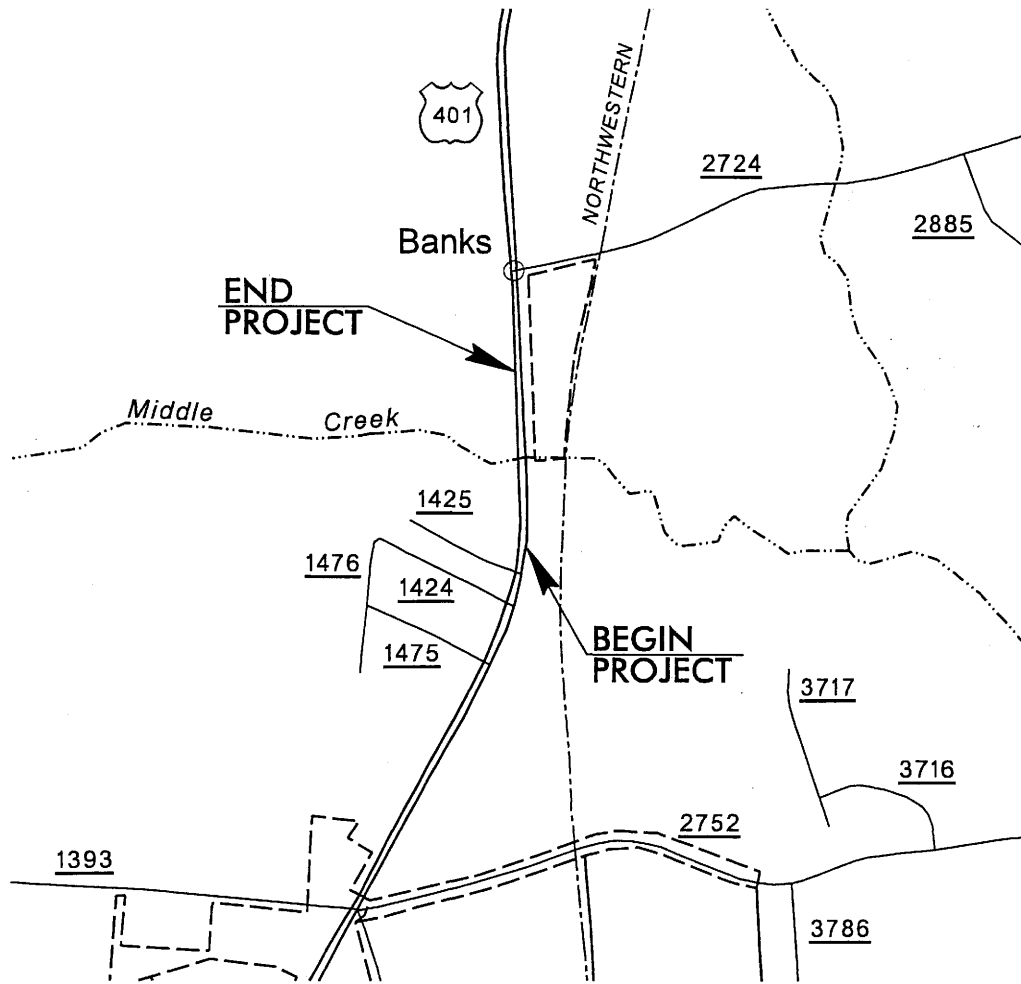 401
NORTHWESTERN
2724
2885
Banks
END
PROJECT
Middle Creek
1425
1476
1424
1475
BEGIN
PROJECT
3717
3716
2752
1393
3786